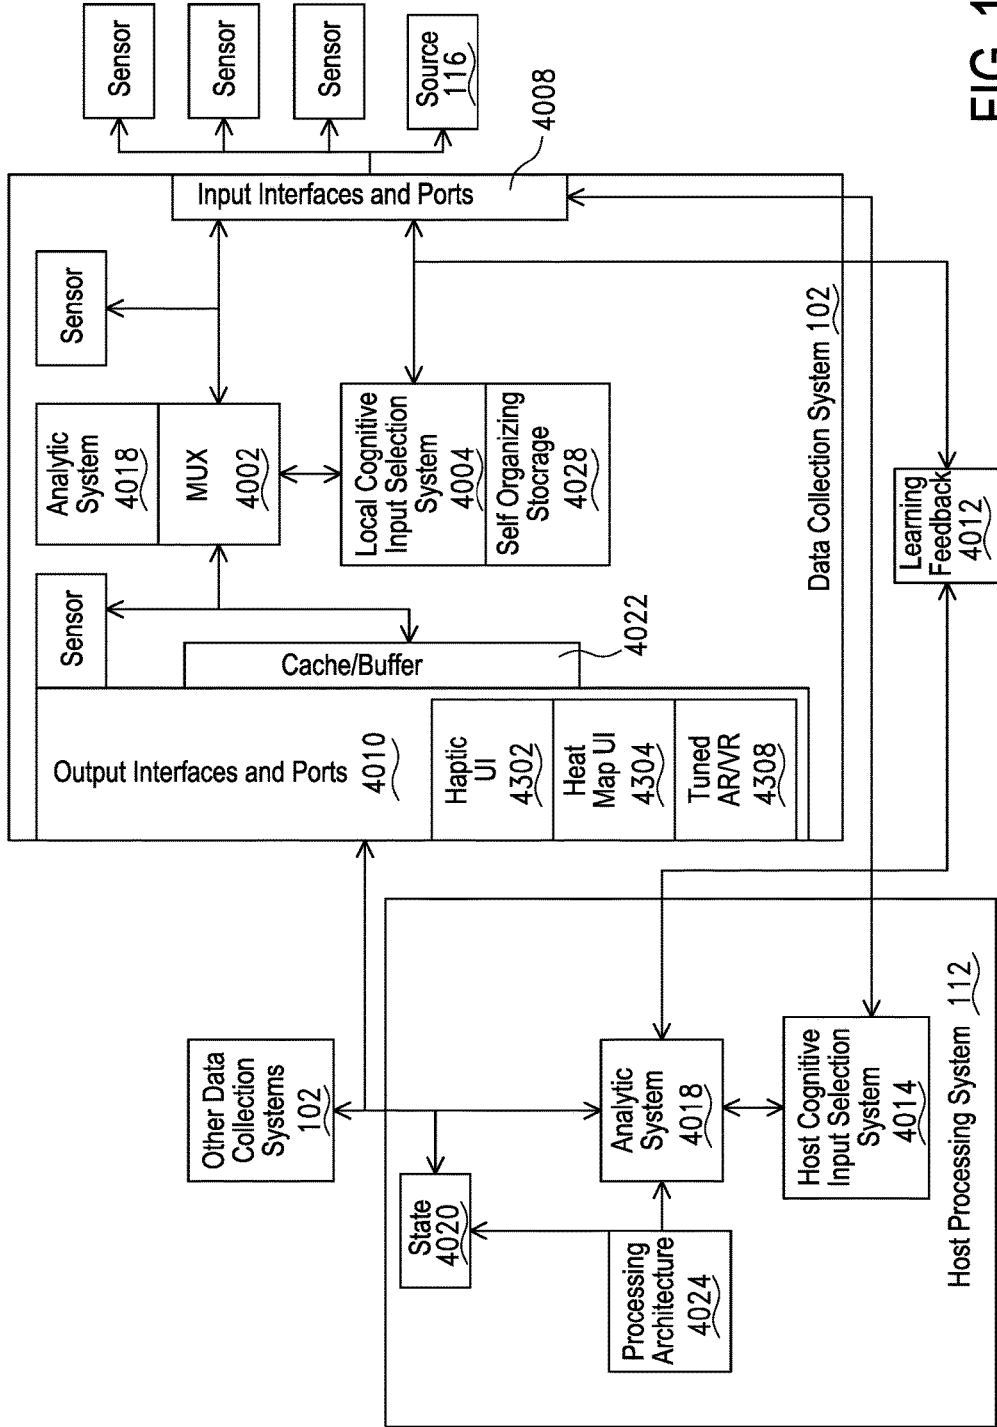 Sensor
Sensor
Sensor
Source
116
4008
Input Interfaces and Ports
Sensor
Analytic
System
4018
MUX
4002
Local Cognitive
Input Selection
System
4004
Self Organizing
Stocrage
4028
Data Collection System 102
Sensor
Cache/Buffer
4022
Output Interfaces and Ports
4010
Haptic
UI
4302
Heat
Map UI
4304
Tuned
AR/VR
4308
Learning
Feedback
4012
Other Data
Collection
Systems
102
State
4020
Analytic
System
4018
Processing
Architecture
4024
Host Cognitive
Input Selection
System
4014
Host Processing System 112
FIG. 1